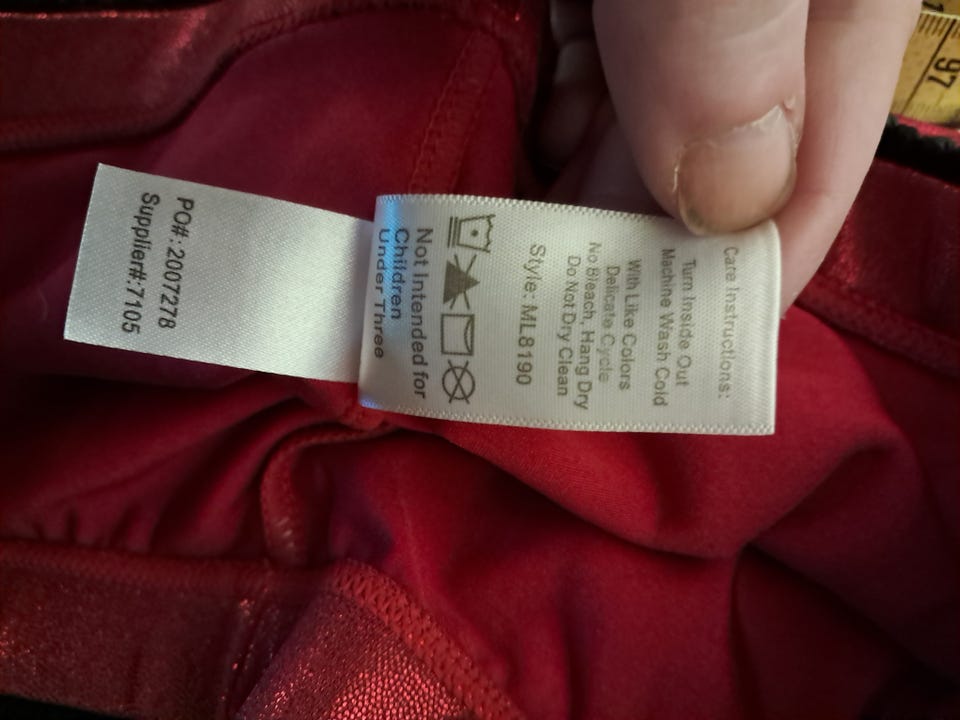 Care Instructions:
Turn Inside Out
Machine Wash Cold
With Like Colors
Delicate Cycle
No Bleach, Hang Dry
Do Not Dry Clean
Style: ML8190
Not Intended for
Children
Under Three
PO#: 2007278
Supplier#:7105
97